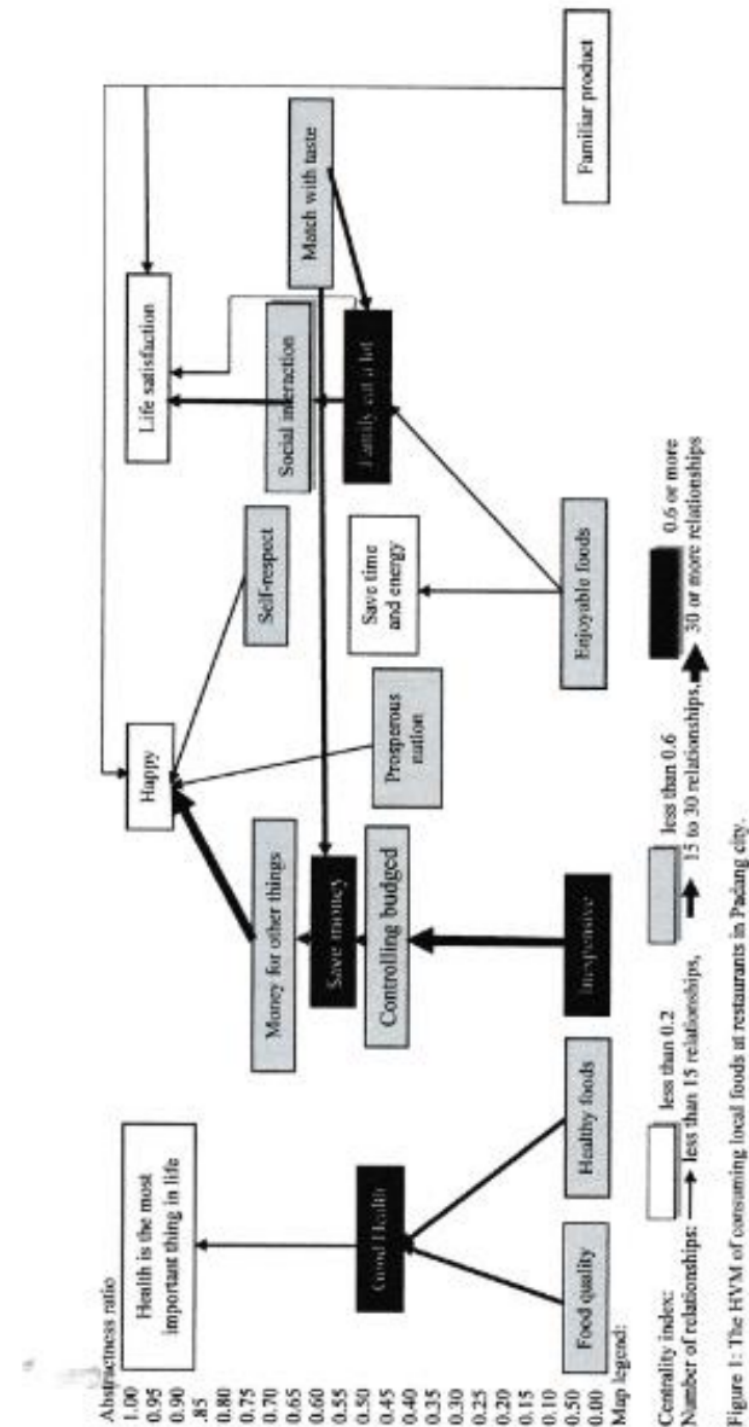 Abstractness ratio
1.00
0.95
0.90
.85
0.80
0.75
0.70
0.65
0.60
0.55
0.50
0.45
0.40
0.35
0.30
0.25
0.20
0.15
0.10
0.50
0.00
Health is the most
important thing in life
Good Health
Food quality
Healthy foods
Happy
Money for other things
Save money
Controlling budged
Inexpensive
Self-respect
Prosperous
nation
Life satisfaction
Social interaction
Family eat a lot
Match with taste
Save time
and energy
Enjoyable foods
Familiar product
Map legend:
Centrality index: less than 0.2 less than 0.6 0.6 or more
Number of relationships: less than 15 relationships, 15 to 30 relationships, 30 or more relationships
Figure 1: The HVM of consuming local foods at restaurants in Padang city.